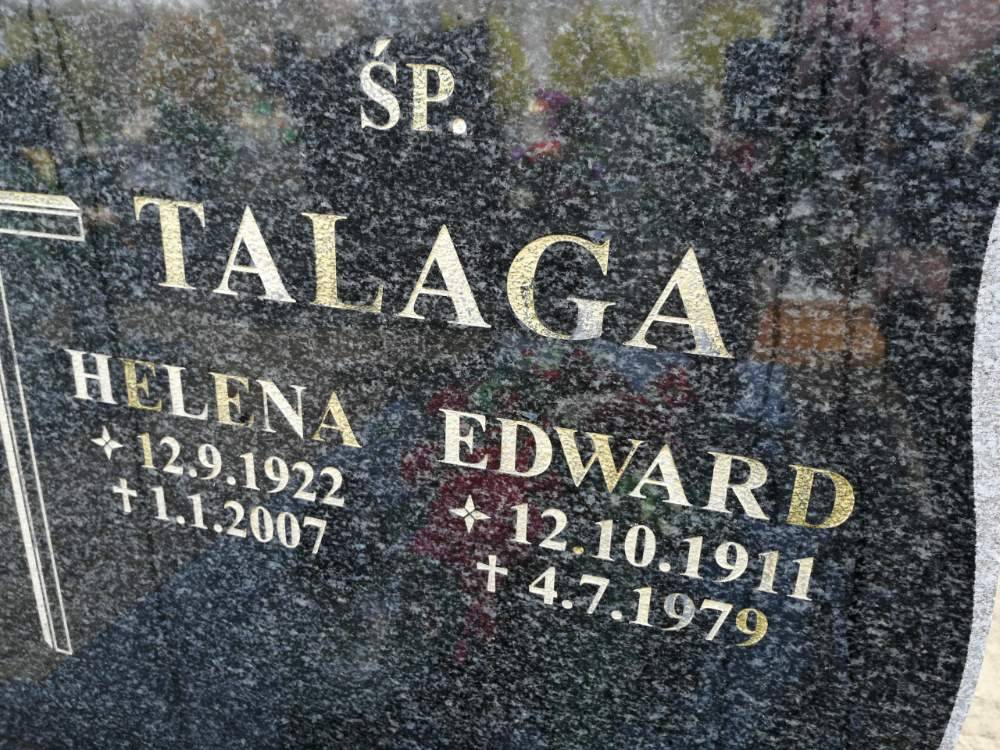 ŚP.
TALAGA
HELENA
✧ 12.9.1922
✝ 1.1.2007
EDWARD
✧ 12.10.1911
✝ 4.7.1979